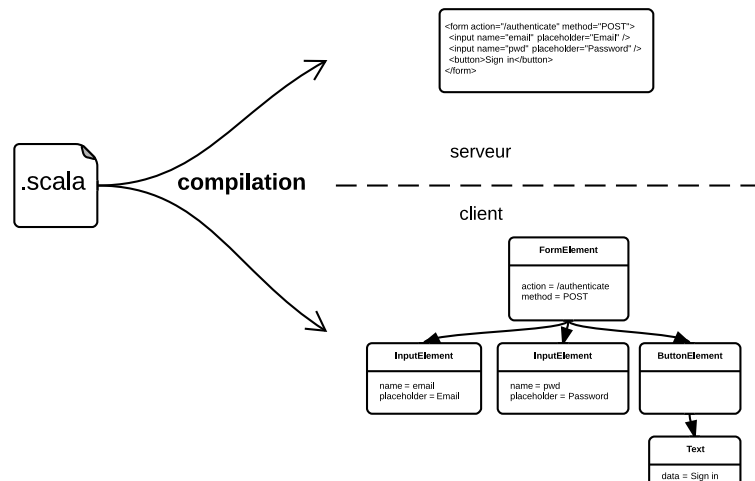 <form action="/authenticate" method="POST">
<input name="email" placeholder="Email" />
<input name="pwd" placeholder="Password" />
<button>Sign in</button>
</form>
serveur
.scala
compilation
client
FormElement
action = /authenticate
method = POST
InputElement
name = email
placeholder = Email
InputElement
name = pwd
placeholder = Password
ButtonElement
Text
data = Sign in